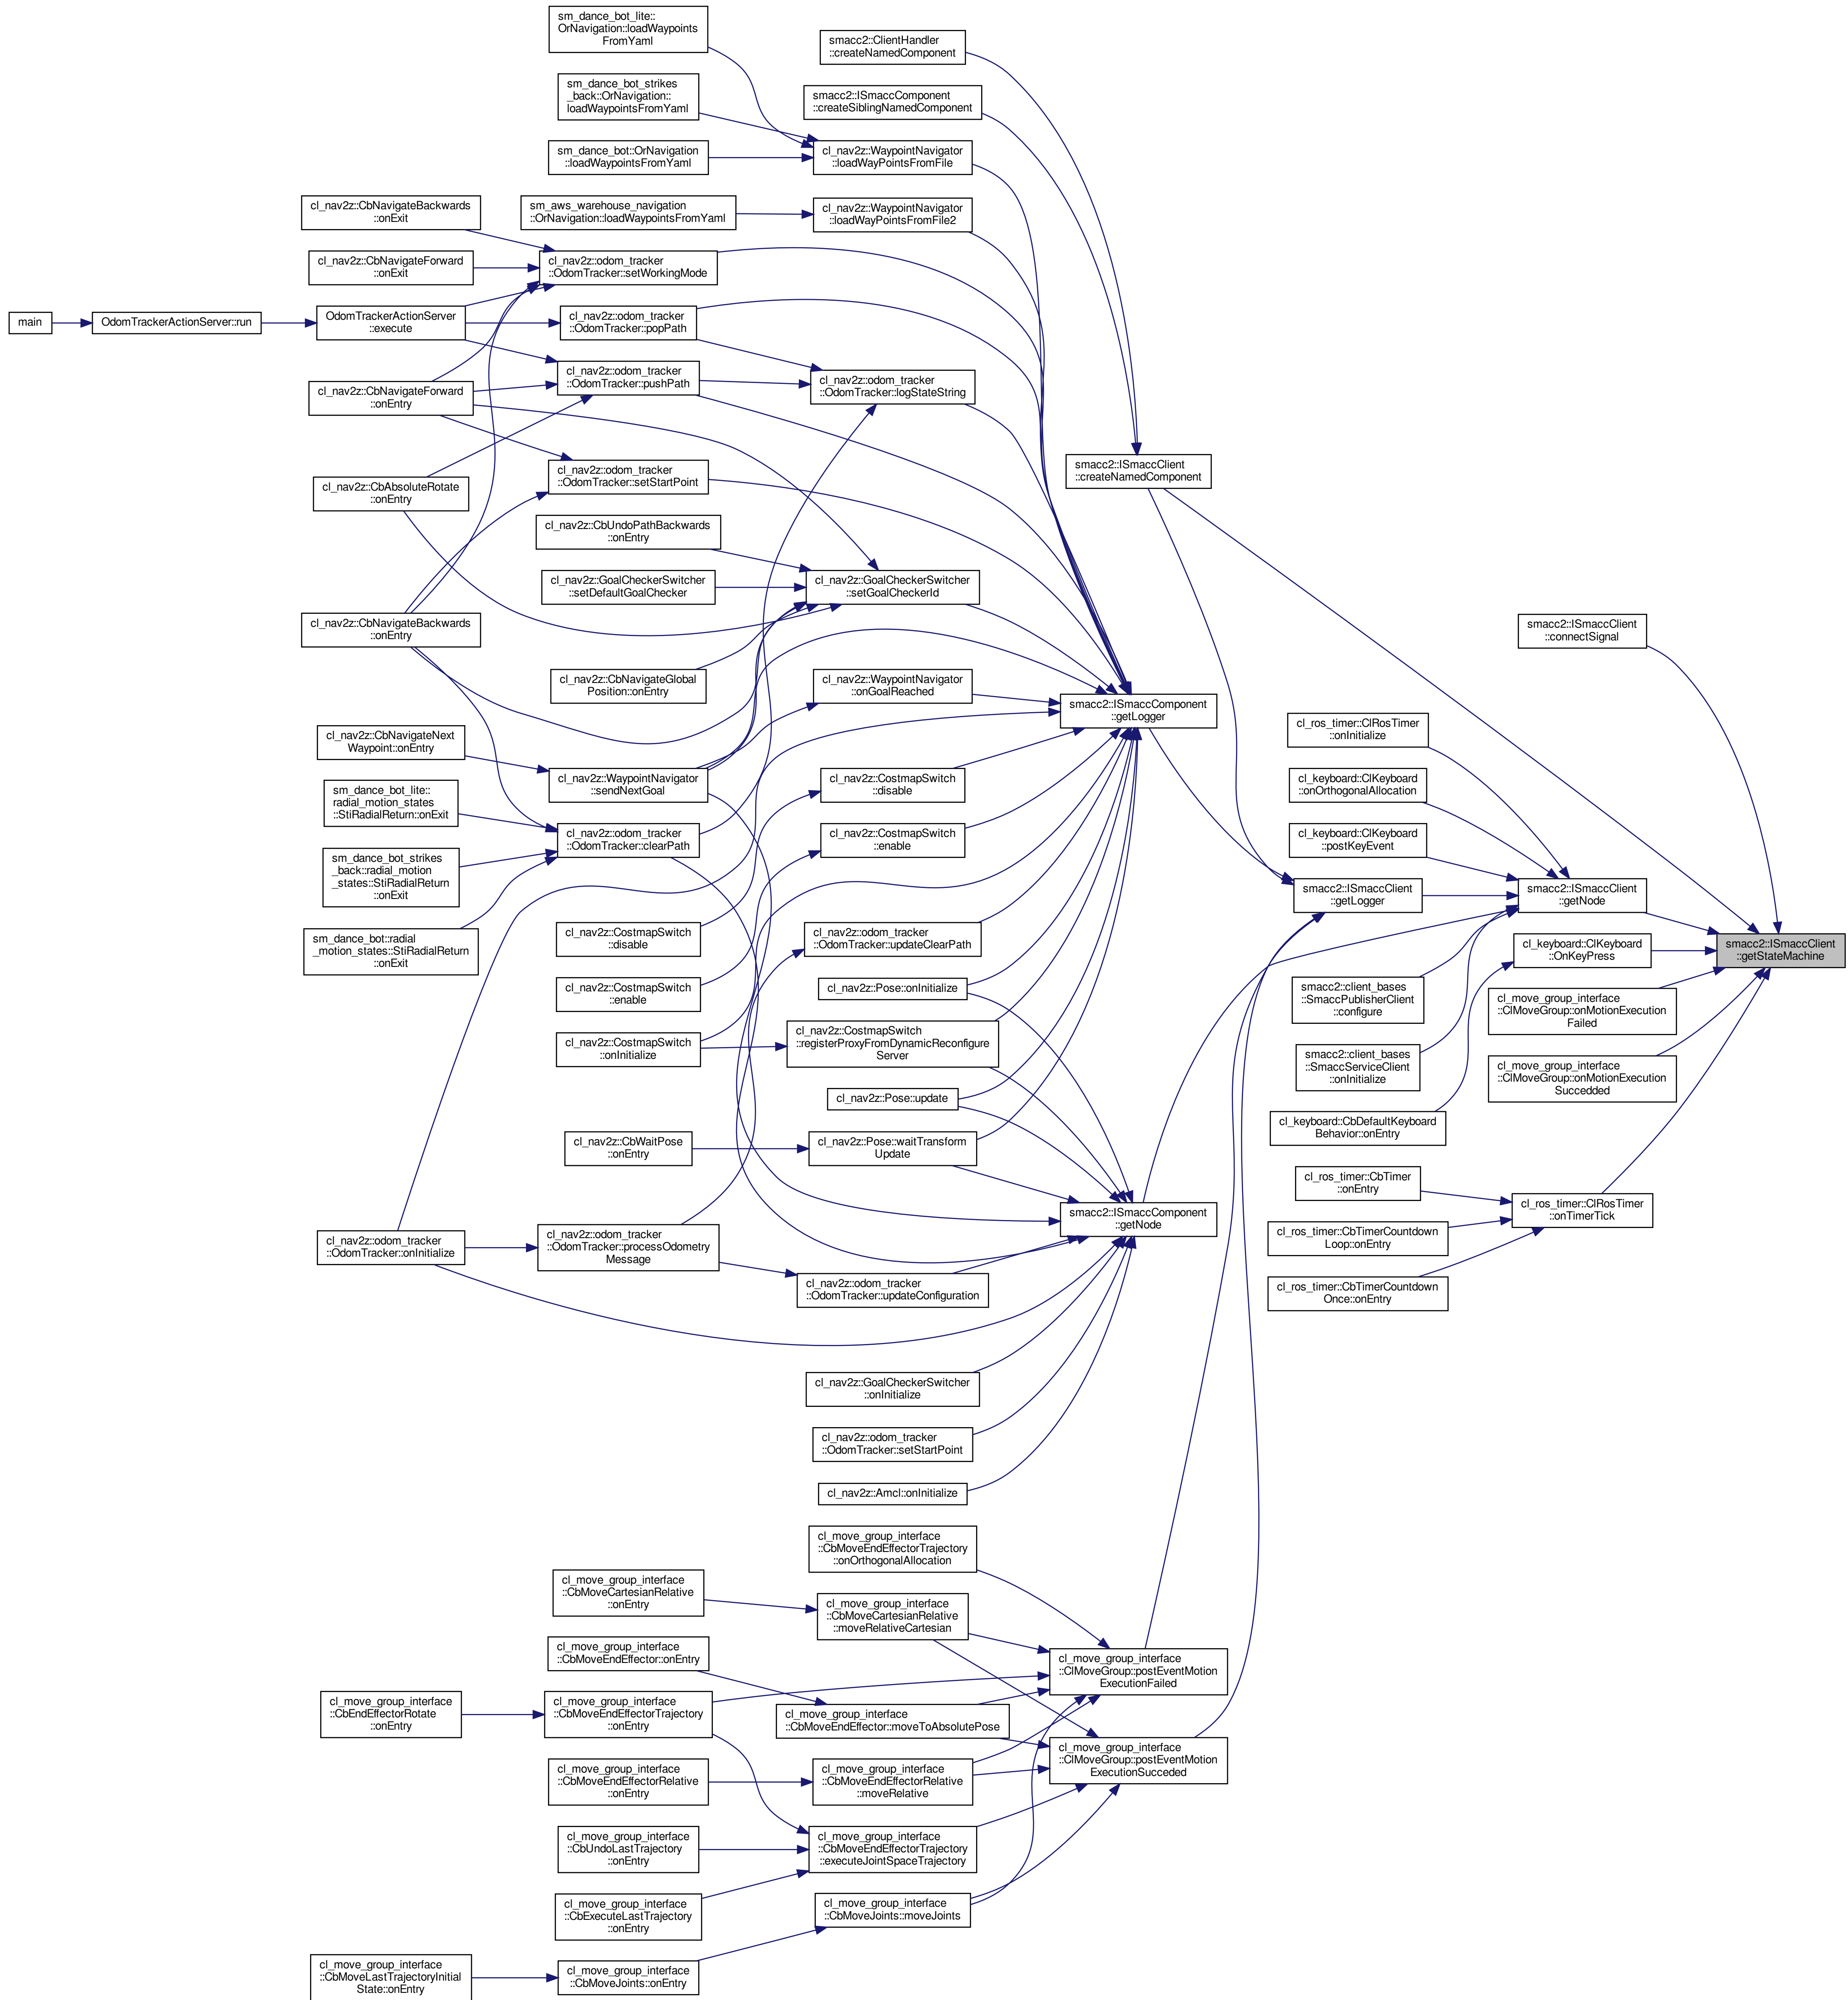 sm_dance_bot_lite::
OrNavigation::loadWaypoints
FromYaml
smacc2::ClientHandler
::createNamedComponent
sm_dance_bot_strikes
_back::OrNavigation::
loadWaypointsFromYaml
smacc2::ISmaccComponent
::createSiblingNamedComponent
sm_dance_bot::OrNavigation
::loadWaypointsFromYaml
cl_nav2z::WaypointNavigator
::loadWayPointsFromFile
cl_nav2z::CbNavigateBackwards
::onExit
sm_aws_warehouse_navigation
::OrNavigation::loadWaypointsFromYaml
cl_nav2z::WaypointNavigator
::loadWayPointsFromFile2
cl_nav2z::CbNavigateForward
::onExit
cl_nav2z::odom_tracker
::OdomTracker::setWorkingMode
main
OdomTrackerActionServer::run
OdomTrackerActionServer
::execute
cl_nav2z::odom_tracker
::OdomTracker::popPath
cl_nav2z::CbNavigateForward
::onEntry
cl_nav2z::odom_tracker
::OdomTracker::pushPath
cl_nav2z::odom_tracker
::OdomTracker::logStateString
smacc2::ISmaccClient
::createNamedComponent
cl_nav2z::CbAbsoluteRotate
::onEntry
cl_nav2z::odom_tracker
::OdomTracker::setStartPoint
cl_nav2z::CbUndoPathBackwards
::onEntry
cl_nav2z::GoalCheckerSwitcher
::setDefaultGoalChecker
cl_nav2z::GoalCheckerSwitcher
::setGoalCheckerId
cl_nav2z::CbNavigateBackwards
::onEntry
smacc2::ISmaccClient
::connectSignal
cl_nav2z::CbNavigateGlobal
Position::onEntry
cl_nav2z::WaypointNavigator
::onGoalReached
smacc2::ISmaccComponent
::getLogger
cl_nav2z::CbNavigateNext
Waypoint::onEntry
cl_ros_timer::ClRosTimer
::onInitialize
cl_nav2z::WaypointNavigator
::sendNextGoal
cl_nav2z::CostmapSwitch
::disable
cl_keyboard::ClKeyboard
::onOrthogonalAllocation
sm_dance_bot_lite::
radial_motion_states
::StiRadialReturn::onExit
cl_nav2z::odom_tracker
::OdomTracker::clearPath
cl_nav2z::CostmapSwitch
::enable
cl_keyboard::ClKeyboard
::postKeyEvent
sm_dance_bot_strikes
_back::radial_motion
_states::StiRadialReturn
::onExit
smacc2::ISmaccClient
::getLogger
smacc2::ISmaccClient
::getNode
sm_dance_bot::radial
_motion_states::StiRadialReturn
::onExit
cl_nav2z::CostmapSwitch
::disable
cl_nav2z::odom_tracker
::OdomTracker::updateClearPath
cl_keyboard::ClKeyboard
::OnKeyPress
smacc2::ISmaccClient
::getStateMachine
cl_nav2z::CostmapSwitch
::enable
cl_nav2z::Pose::onInitialize
smacc2::client_bases
::SmaccPublisherClient
::configure
cl_move_group_interface
::ClMoveGroup::onMotionExecution
Failed
cl_nav2z::CostmapSwitch
::onInitialize
cl_nav2z::CostmapSwitch
::registerProxyFromDynamicReconfigure
Server
smacc2::client_bases
::SmaccServiceClient
::onInitialize
cl_move_group_interface
::ClMoveGroup::onMotionExecution
Succedded
cl_nav2z::Pose::update
cl_keyboard::CbDefaultKeyboard
Behavior::onEntry
cl_nav2z::CbWaitPose
::onEntry
cl_nav2z::Pose::waitTransform
Update
cl_ros_timer::CbTimer
::onEntry
smacc2::ISmaccComponent
::getNode
cl_ros_timer::ClRosTimer
::onTimerTick
cl_nav2z::odom_tracker
::OdomTracker::onInitialize
cl_nav2z::odom_tracker
::OdomTracker::processOdometry
Message
cl_ros_timer::CbTimerCountdown
Loop::onEntry
cl_nav2z::odom_tracker
::OdomTracker::updateConfiguration
cl_ros_timer::CbTimerCountdown
Once::onEntry
cl_nav2z::GoalCheckerSwitcher
::onInitialize
cl_nav2z::odom_tracker
::OdomTracker::setStartPoint
cl_nav2z::Amcl::onInitialize
cl_move_group_interface
::CbMoveEndEffectorTrajectory
::onOrthogonalAllocation
cl_move_group_interface
::CbMoveCartesianRelative
::onEntry
cl_move_group_interface
::CbMoveCartesianRelative
::moveRelativeCartesian
cl_move_group_interface
::CbMoveEndEffector::onEntry
cl_move_group_interface
::ClMoveGroup::postEventMotion
ExecutionFailed
cl_move_group_interface
::CbEndEffectorRotate
::onEntry
cl_move_group_interface
::CbMoveEndEffectorTrajectory
::onEntry
cl_move_group_interface
::CbMoveEndEffector::moveToAbsolutePose
cl_move_group_interface
::ClMoveGroup::postEventMotion
ExecutionSucceded
cl_move_group_interface
::CbMoveEndEffectorRelative
::onEntry
cl_move_group_interface
::CbMoveEndEffectorRelative
::moveRelative
cl_move_group_interface
::CbUndoLastTrajectory
::onEntry
cl_move_group_interface
::CbMoveEndEffectorTrajectory
::executeJointSpaceTrajectory
cl_move_group_interface
::CbExecuteLastTrajectory
::onEntry
cl_move_group_interface
::CbMoveJoints::moveJoints
cl_move_group_interface
::CbMoveLastTrajectoryInitial
State::onEntry
cl_move_group_interface
::CbMoveJoints::onEntry